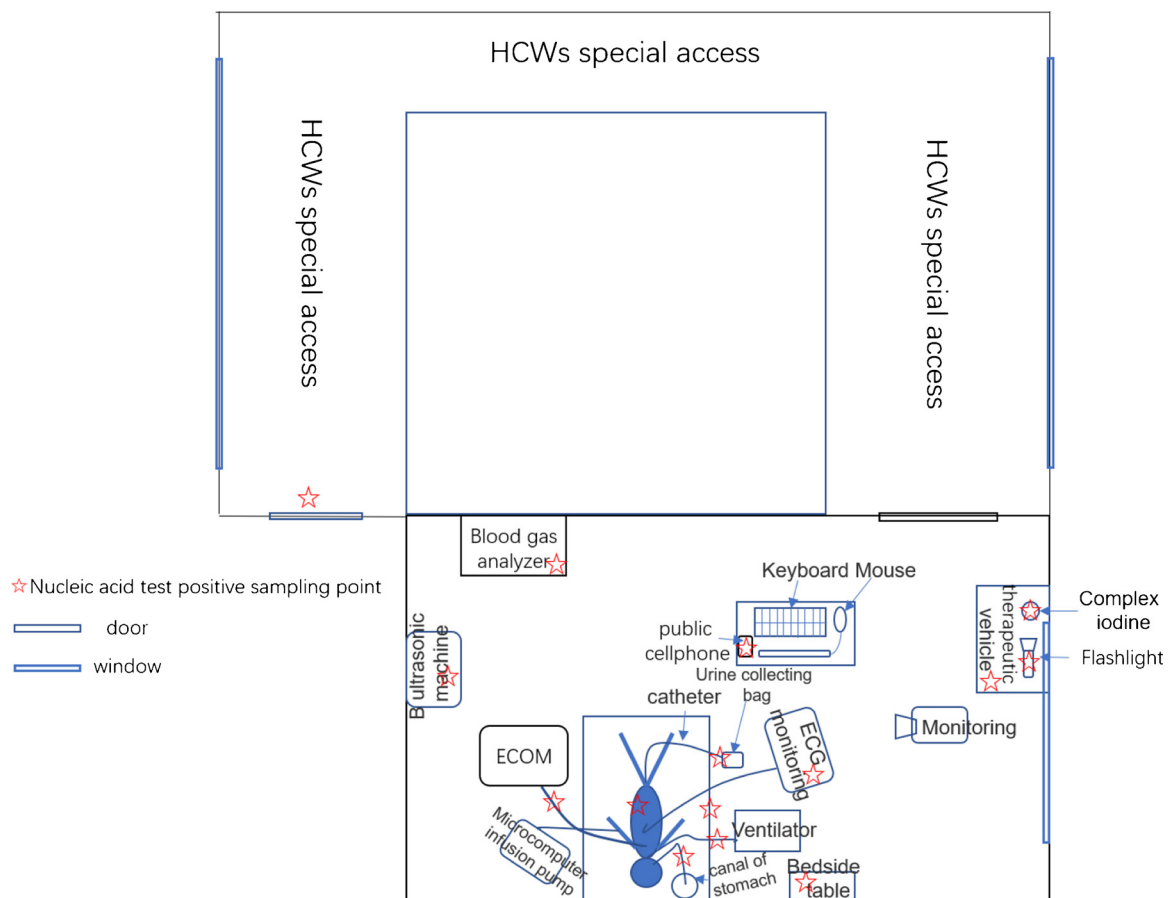 HCWs special access
HCWs special access
HCWs special access
Blood gas
analyzer
Nucleic acid test positive sampling point
door
window
Keyboard Mouse
public
cellphone
Urine collecting
bag
catheter
B ultrasonic
machine
therapeutic
vehicle
Complex
iodine
Flashlight
Monitoring
ECG
monitoring
ECOM
Microcomputer
infusion pump
Ventilator
canal of
stomach
Bedside
table